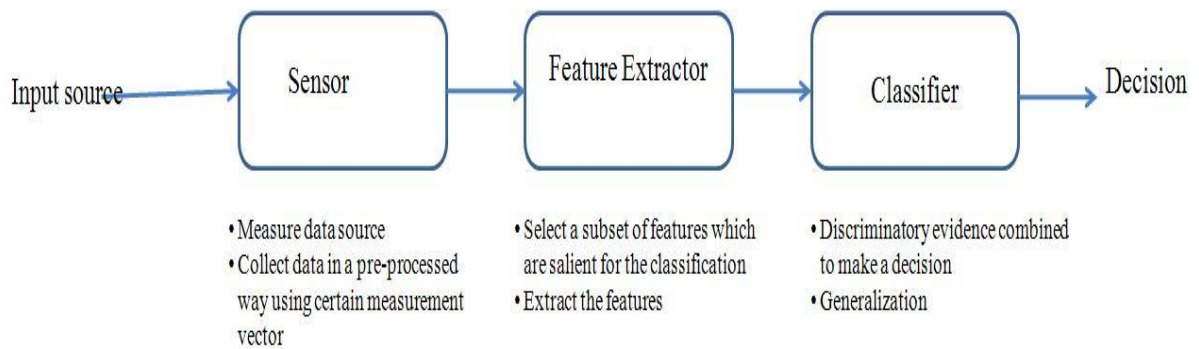 Input source
Sensor
Feature Extractor
Classifier
Decision
• Measure data source
• Collect data in a pre-processed
way using certain measurement
vector
• Select a subset of features which
are salient for the classification
• Extract the features
• Discriminatory evidence combined
to make a decision
• Generalization